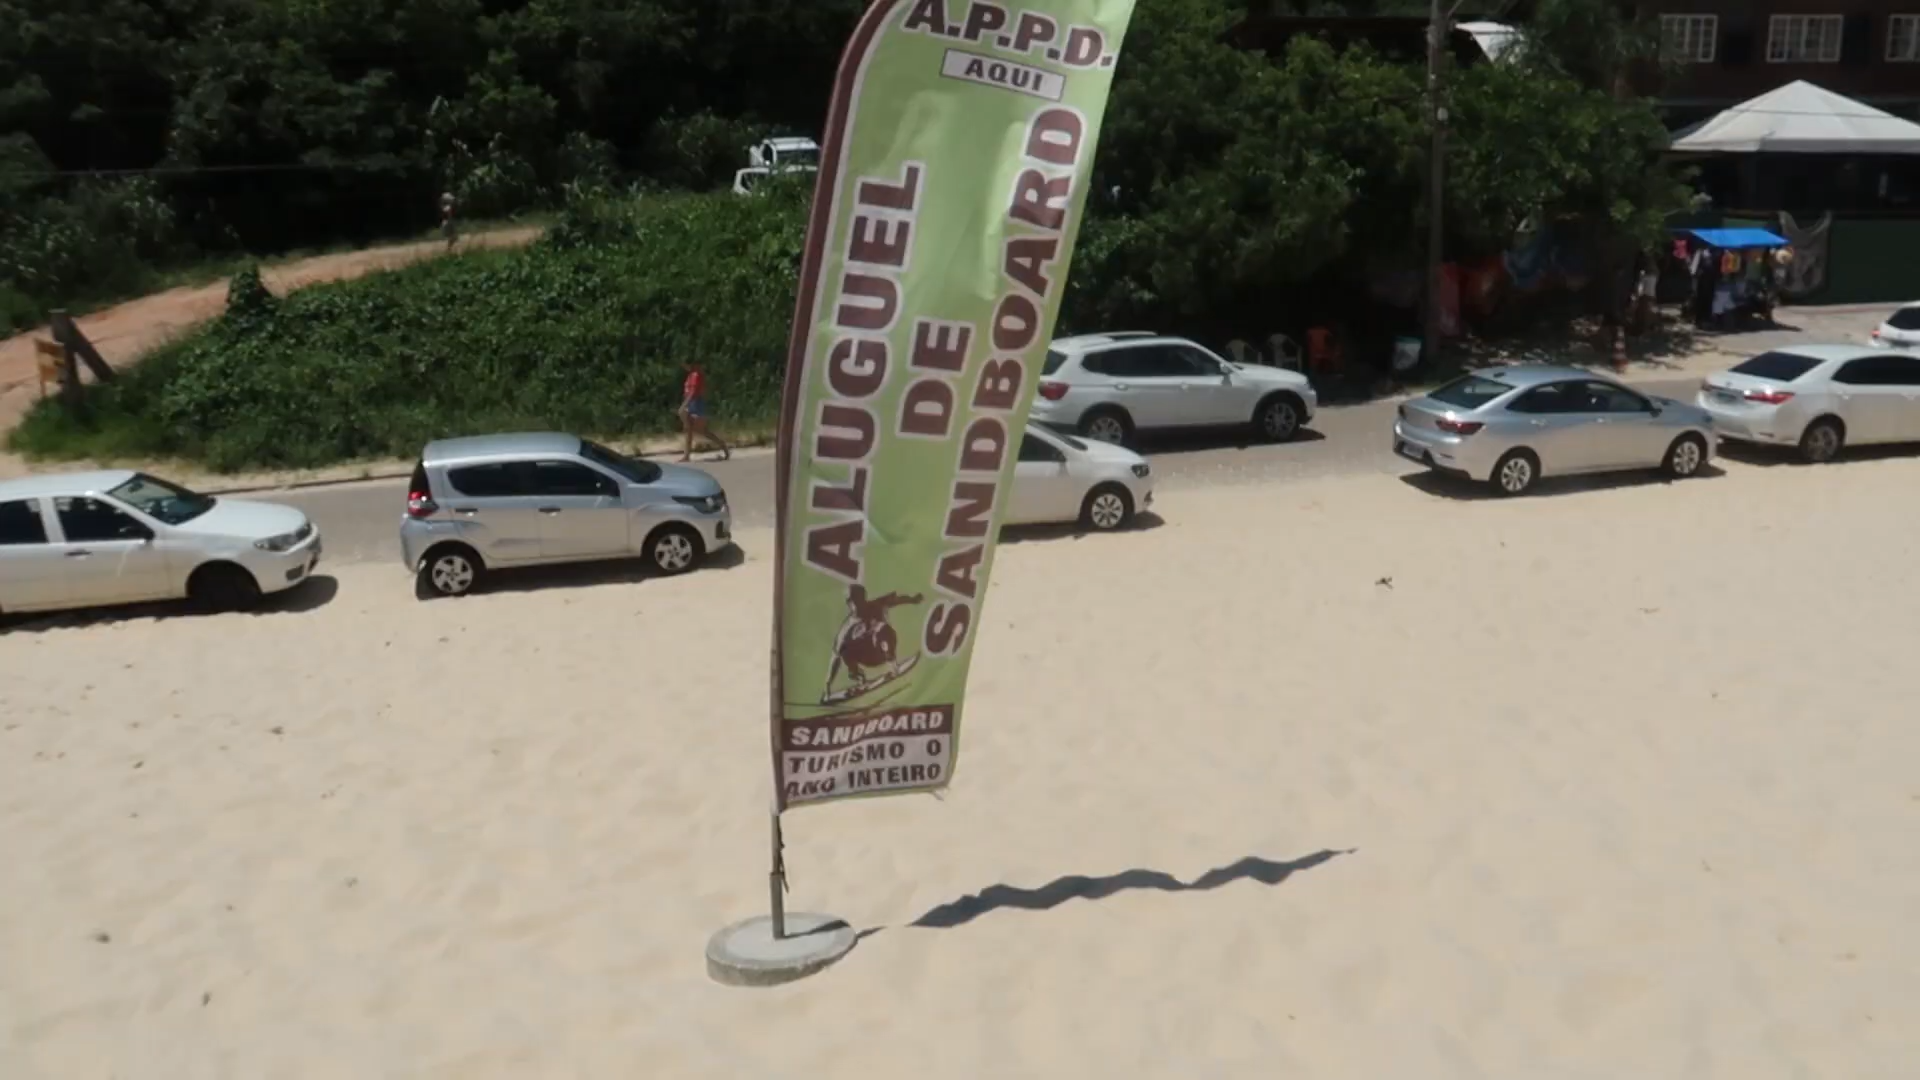 A.P.P.D.
AQUI
ALUGUEL
DE
SANDBOARD
SANDBOARD
TURISMO O
ANO INTEIRO